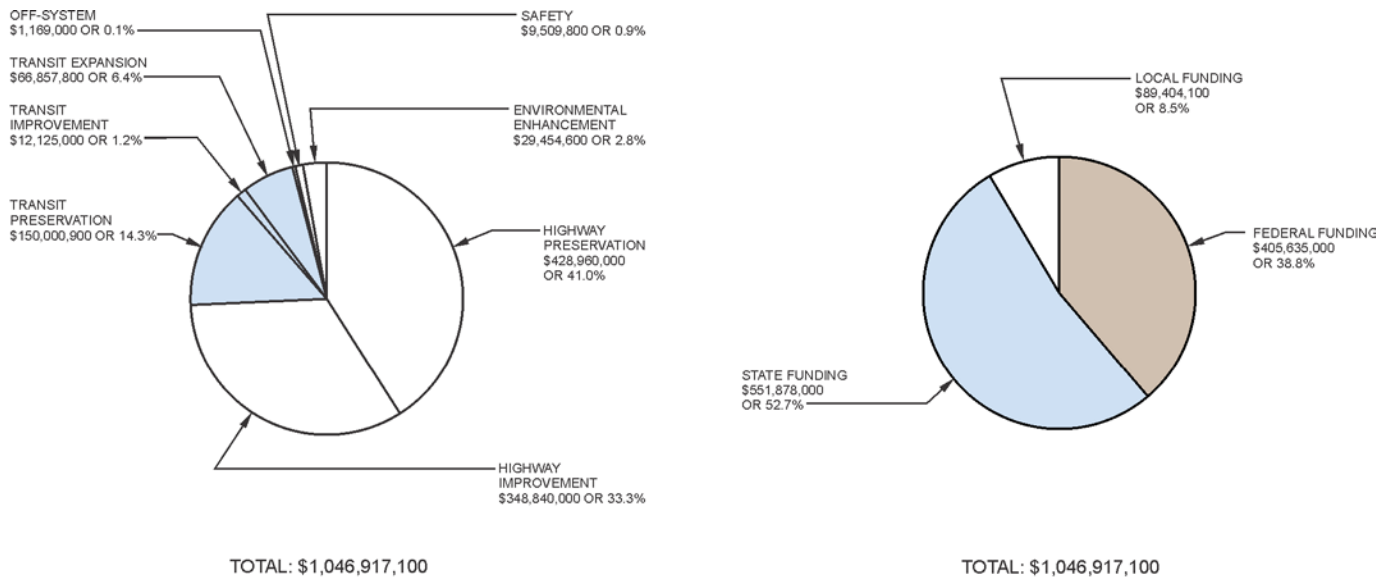 OFF-SYSTEM
$1,169,000 OR 0.1%
TRANSIT EXPANSION
$66,857,800 OR 6.4%
TRANSIT
IMPROVEMENT
$12,125,000 OR 1.2%
TRANSIT
PRESERVATION
$150,000,900 OR 14.3%
SAFETY
$9,509,800 OR 0.9%
ENVIRONMENTAL
ENHANCEMENT
$29,454,600 OR 2.8%
HIGHWAY
PRESERVATION
$428,960,000
OR 41.0%
HIGHWAY
IMPROVEMENT
$348,840,000 OR 33.3%
TOTAL: $1,046,917,100
LOCAL FUNDING
$89,404,100
OR 8.5%
FEDERAL FUNDING
$405,635,000
OR 38.8%
STATE FUNDING
$551,878,000
OR 52.7%
TOTAL: $1,046,917,100